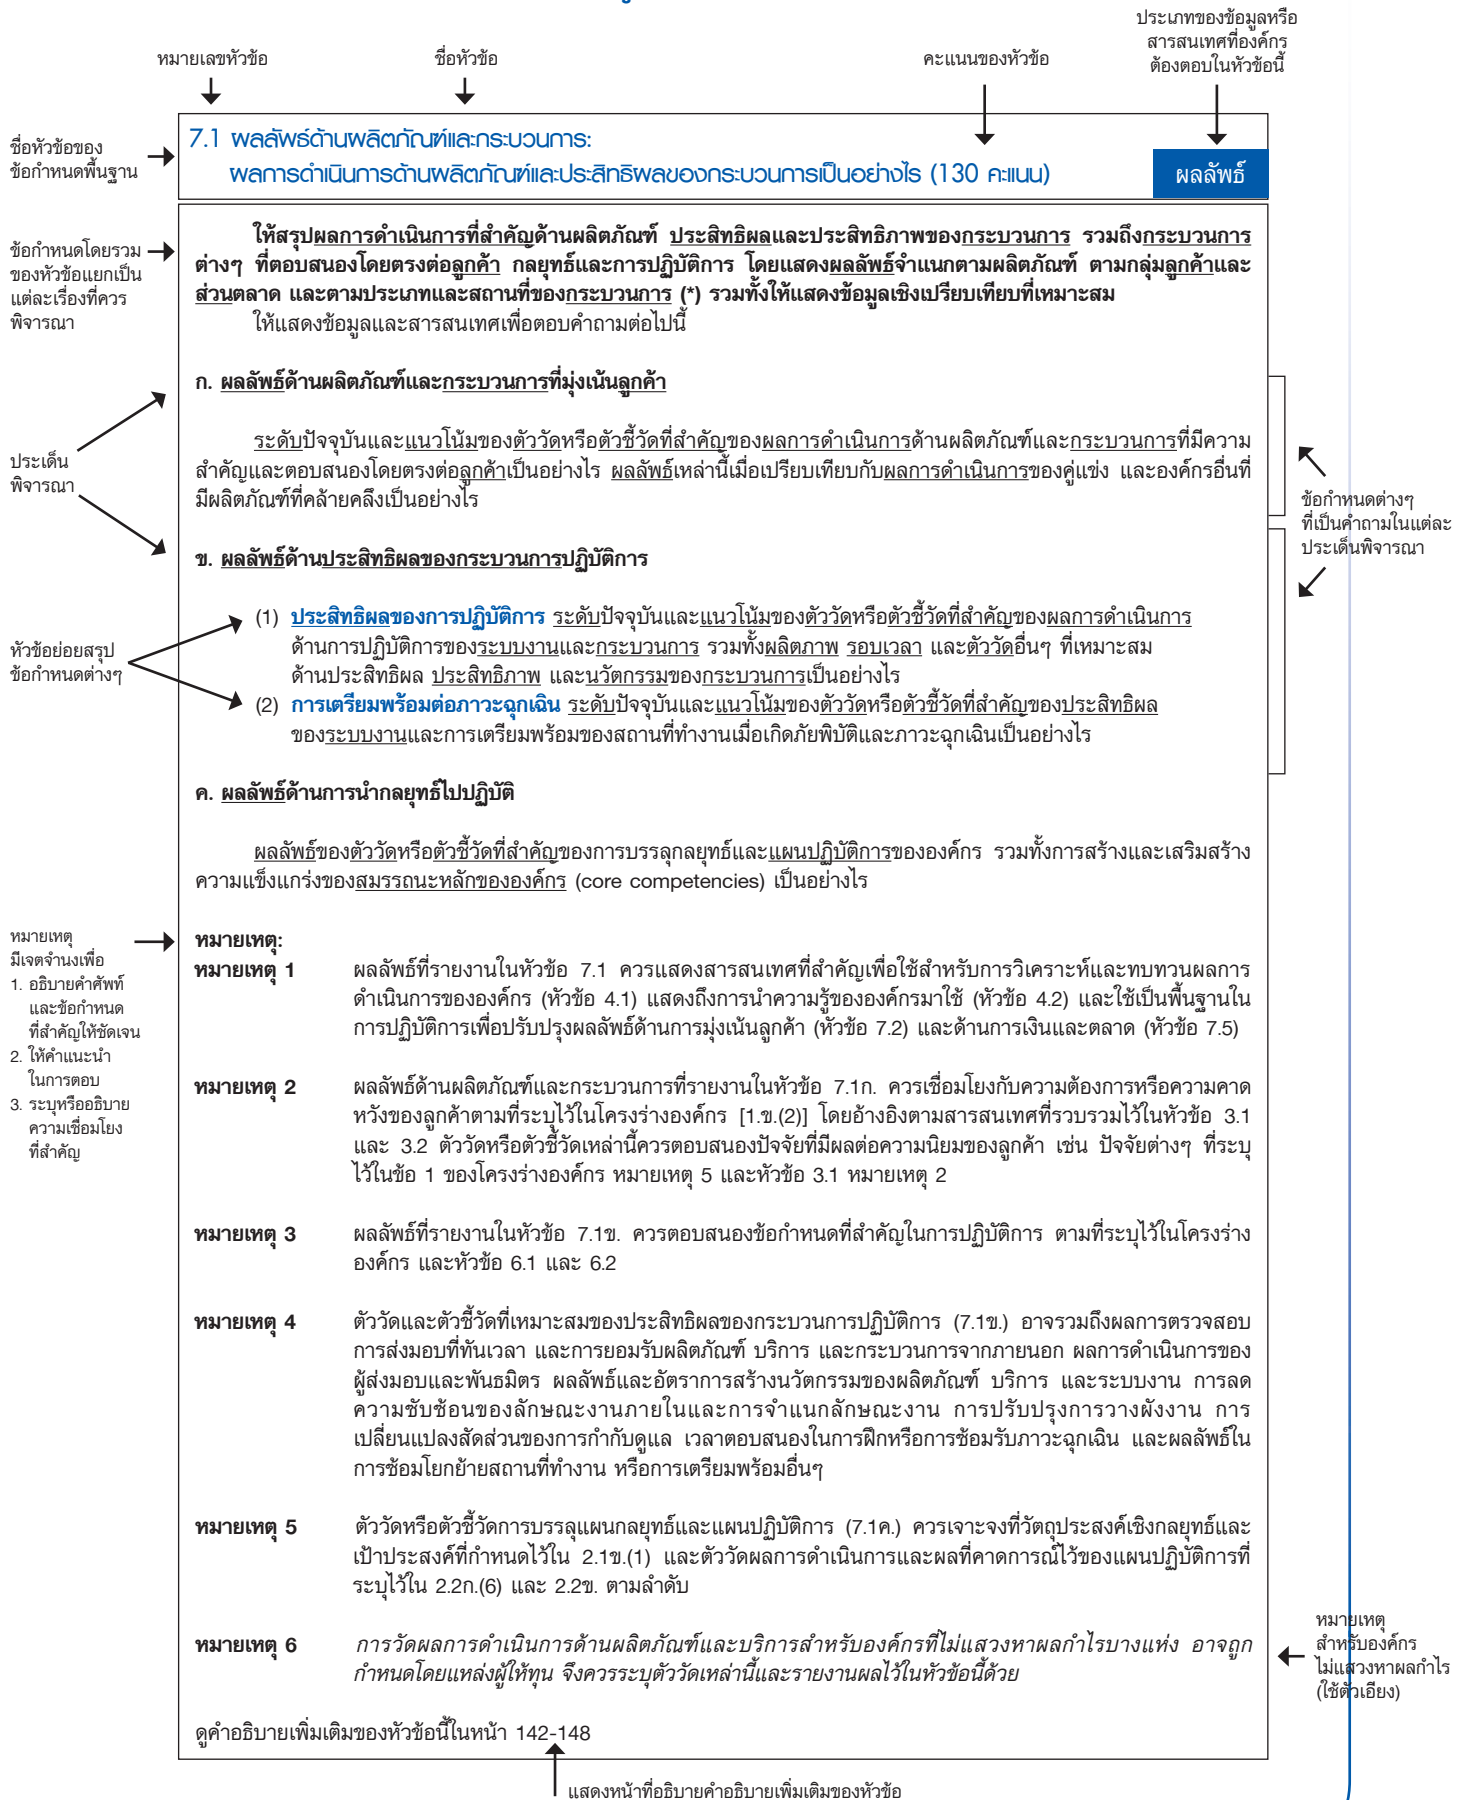 ประเภทของข้อมูลหรือ
สารสนเทศที่องค์กร
ต้องตอบในหัวข้อนี้
หมายเลขหัวข้อ
ชื่อหัวข้อ
คะแนนของหัวข้อ
ชื่อหัวข้อของ
ข้อกำหนดพื้นฐาน
7.1 ผลลัพธ์ด้านผลิตภัณฑ์และกระบวนการ:
ผลการดำเนินการด้านผลิตภัณฑ์และประสิทธิผลของกระบวนการเป็นอย่างไร (130 คะแนน)
ผลลัพธ์
ข้อกำหนดโดยรวม
ของหัวข้อแยกเป็น
แต่ละเรื่องที่ควร
พิจารณา
ให้สรุปผลการดำเนินการที่สำคัญด้านผลิตภัณฑ์ ประสิทธิผลและประสิทธิภาพของกระบวนการ รวมถึงกระบวนการ
ต่างๆ ที่ตอบสนองโดยตรงต่อลูกค้า กลยุทธ์และการปฏิบัติการ โดยแสดงผลลัพธ์จำแนกตามผลิตภัณฑ์ ตามกลุ่มลูกค้าและ
ส่วนตลาด และตามประเภทและสถานที่ของกระบวนการ (*) รวมทั้งให้แสดงข้อมูลเชิงเปรียบเทียบที่เหมาะสม
ให้แสดงข้อมูลและสารสนเทศเพื่อตอบคำถามต่อไปนี้
ก. ผลลัพธ์ด้านผลิตภัณฑ์และกระบวนการที่มุ่งเน้นลูกค้า
ระดับปัจจุบันและแนวโน้มของตัววัดหรือตัวชี้วัดที่สำคัญของผลการดำเนินการด้านผลิตภัณฑ์และกระบวนการที่มีความ
สำคัญและตอบสนองโดยตรงต่อลูกค้าเป็นอย่างไร ผลลัพธ์เหล่านี้เมื่อเปรียบเทียบกับผลการดำเนินการของคู่แข่ง และองค์กรอื่นที่
มีผลิตภัณฑ์ที่คล้ายคลึงเป็นอย่างไร
ประเด็น
พิจารณา
ข้อกำหนดต่างๆ
ที่เป็นคำถามในแต่ละ
ประเด็นพิจารณา
ข. ผลลัพธ์ด้านประสิทธิผลของกระบวนการปฏิบัติการ
(1) ประสิทธิผลของการปฏิบัติการ ระดับปัจจุบันและแนวโน้มของตัววัดหรือตัวชี้วัดที่สำคัญของผลการดำเนินการ
ด้านการปฏิบัติการของระบบงานและกระบวนการ รวมทั้งผลิตภาพ รอบเวลา และตัววัดอื่นๆ ที่เหมาะสม
ด้านประสิทธิผล ประสิทธิภาพ และนวัตกรรมของกระบวนการเป็นอย่างไร
(2) การเตรียมพร้อมต่อภาวะฉุกเฉิน ระดับปัจจุบันและแนวโน้มของตัววัดหรือตัวชี้วัดที่สำคัญของประสิทธิผล
ของระบบงานและการเตรียมพร้อมของสถานที่ทำงานเมื่อเกิดภัยพิบัติและภาวะฉุกเฉินเป็นอย่างไร
หัวข้อย่อยสรุป
ข้อกำหนดต่างๆ
ค. ผลลัพธ์ด้านการนำกลยุทธ์ไปปฏิบัติ
ผลลัพธ์ของตัววัดหรือตัวชี้วัดที่สำคัญของการบรรลุกลยุทธ์และแผนปฏิบัติการขององค์กร รวมทั้งการสร้างและเสริมสร้าง
ความแข็งแกร่งของสมรรถนะหลักขององค์กร (core competencies) เป็นอย่างไร
หมายเหตุ
มีเจตจำนงเพื่อ
1. อธิบายคำศัพท์
และข้อกำหนด
ที่สำคัญให้ชัดเจน
2. ให้คำแนะนำ
ในการตอบ
3. ระบุหรืออธิบาย
ความเชื่อมโยง
ที่สำคัญ
หมายเหตุ:
หมายเหตุ 1 ผลลัพธ์ที่รายงานในหัวข้อ 7.1 ควรแสดงสารสนเทศที่สำคัญเพื่อใช้สำหรับการวิเคราะห์และทบทวนผลการ
ดำเนินการขององค์กร (หัวข้อ 4.1) แสดงถึงการนำความรู้ขององค์กรมาใช้ (หัวข้อ 4.2) และใช้เป็นพื้นฐานใน
การปฏิบัติการเพื่อปรับปรุงผลลัพธ์ด้านการมุ่งเน้นลูกค้า (หัวข้อ 7.2) และด้านการเงินและตลาด (หัวข้อ 7.5)
หมายเหตุ 2 ผลลัพธ์ด้านผลิตภัณฑ์และกระบวนการที่รายงานในหัวข้อ 7.1ก. ควรเชื่อมโยงกับความต้องการหรือความคาด
หวังของลูกค้าตามที่ระบุไว้ในโครงร่างองค์กร [1.ข.(2)] โดยอ้างอิงตามสารสนเทศที่รวบรวมไว้ในหัวข้อ 3.1
และ 3.2 ตัววัดหรือตัวชี้วัดเหล่านี้ควรตอบสนองปัจจัยที่มีผลต่อความนิยมของลูกค้า เช่น ปัจจัยต่างๆ ที่ระบุ
ไว้ในข้อ 1 ของโครงร่างองค์กร หมายเหตุ 5 และหัวข้อ 3.1 หมายเหตุ 2
หมายเหตุ 3 ผลลัพธ์ที่รายงานในหัวข้อ 7.1ข. ควรตอบสนองข้อกำหนดที่สำคัญในการปฏิบัติการ ตามที่ระบุไว้ในโครงร่าง
องค์กร และหัวข้อ 6.1 และ 6.2
หมายเหตุ 4 ตัววัดและตัวชี้วัดที่เหมาะสมของประสิทธิผลของกระบวนการปฏิบัติการ (7.1ข.) อาจรวมถึงผลการตรวจสอบ
การส่งมอบที่ทันเวลา และการยอมรับผลิตภัณฑ์ บริการ และกระบวนการจากภายนอก ผลการดำเนินการของ
ผู้ส่งมอบและพันธมิตร ผลลัพธ์และอัตราการสร้างนวัตกรรมของผลิตภัณฑ์ บริการ และระบบงาน การลด
ความซับซ้อนของลักษณะงานภายในและการจำแนกลักษณะงาน การปรับปรุงการวางผังงาน การ
เปลี่ยนแปลงสัดส่วนของการกำกับดูแล เวลาตอบสนองในการฝึกหรือการซ้อมรับภาวะฉุกเฉิน และผลลัพธ์ใน
การซ้อมโยกย้ายสถานที่ทำงาน หรือการเตรียมพร้อมอื่นๆ
หมายเหตุ 5 ตัววัดหรือตัวชี้วัดการบรรลุแผนกลยุทธ์และแผนปฏิบัติการ (7.1ค.) ควรเจาะจงที่วัตถุประสงค์เชิงกลยุทธ์และ
เป้าประสงค์ที่กำหนดไว้ใน 2.1ข.(1) และตัววัดผลการดำเนินการและผลที่คาดการณ์ไว้ของแผนปฏิบัติการที่
ระบุไว้ใน 2.2ก.(6) และ 2.2ข. ตามลำดับ
หมายเหตุ 6 การวัดผลการดำเนินการด้านผลิตภัณฑ์และบริการสำหรับองค์กรที่ไม่แสวงหาผลกำไรบางแห่ง อาจถูก
กำหนดโดยแหล่งผู้ให้ทุน จึงควรระบุตัววัดเหล่านี้และรายงานผลไว้ในหัวข้อนี้ด้วย
หมายเหตุ
สำหรับองค์กร
ไม่แสวงหาผลกำไร
(ใช้ตัวเอียง)
ดูคำอธิบายเพิ่มเติมของหัวข้อนี้ในหน้า 142-148
แสดงหน้าที่อธิบายคำอธิบายเพิ่มเติมของหัวข้อ